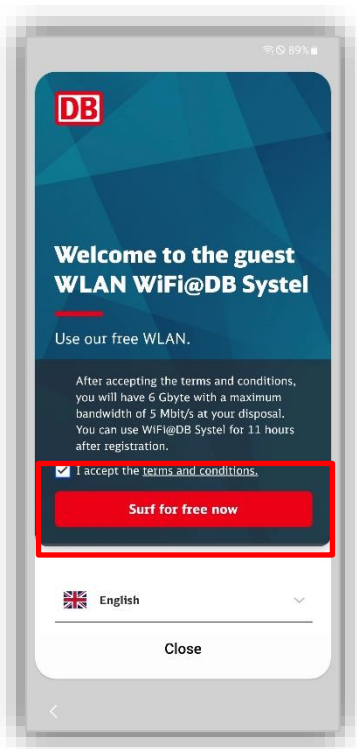 89%
DB
Welcome to the guest
WLAN WiFi@DB Systel
Use our free WLAN.
After accepting the terms and conditions,
you will have 6 Gbyte with a maximum
bandwidth of 5 Mbit/s at your disposal.
You can use WiFi@DB Systel for 11 hours
after registration.
I accept the terms and conditions.
Surf for free now
English
Close